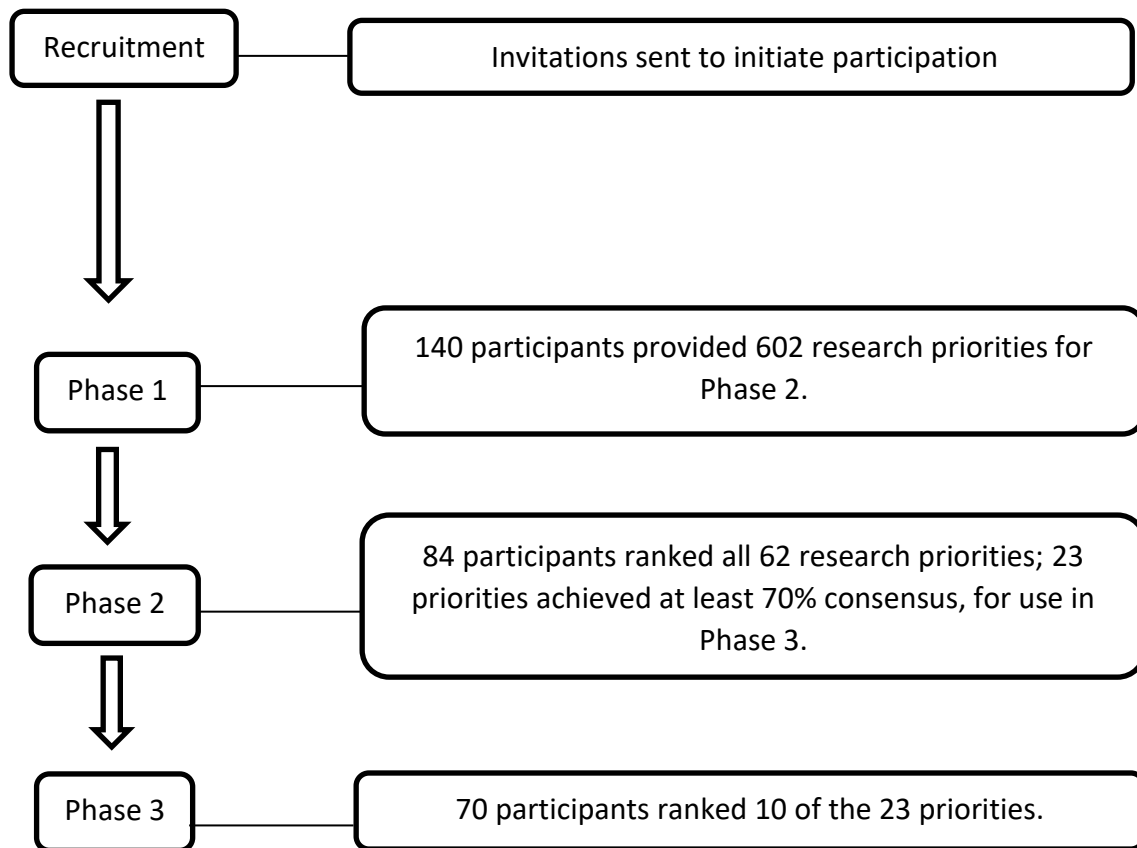 Recruitment
Invitations sent to initiate participation
Phase 1
140 participants provided 602 research priorities for
Phase 2.
Phase 2
84 participants ranked all 62 research priorities; 23
priorities achieved at least 70% consensus, for use in
Phase 3.
Phase 3
70 participants ranked 10 of the 23 priorities.